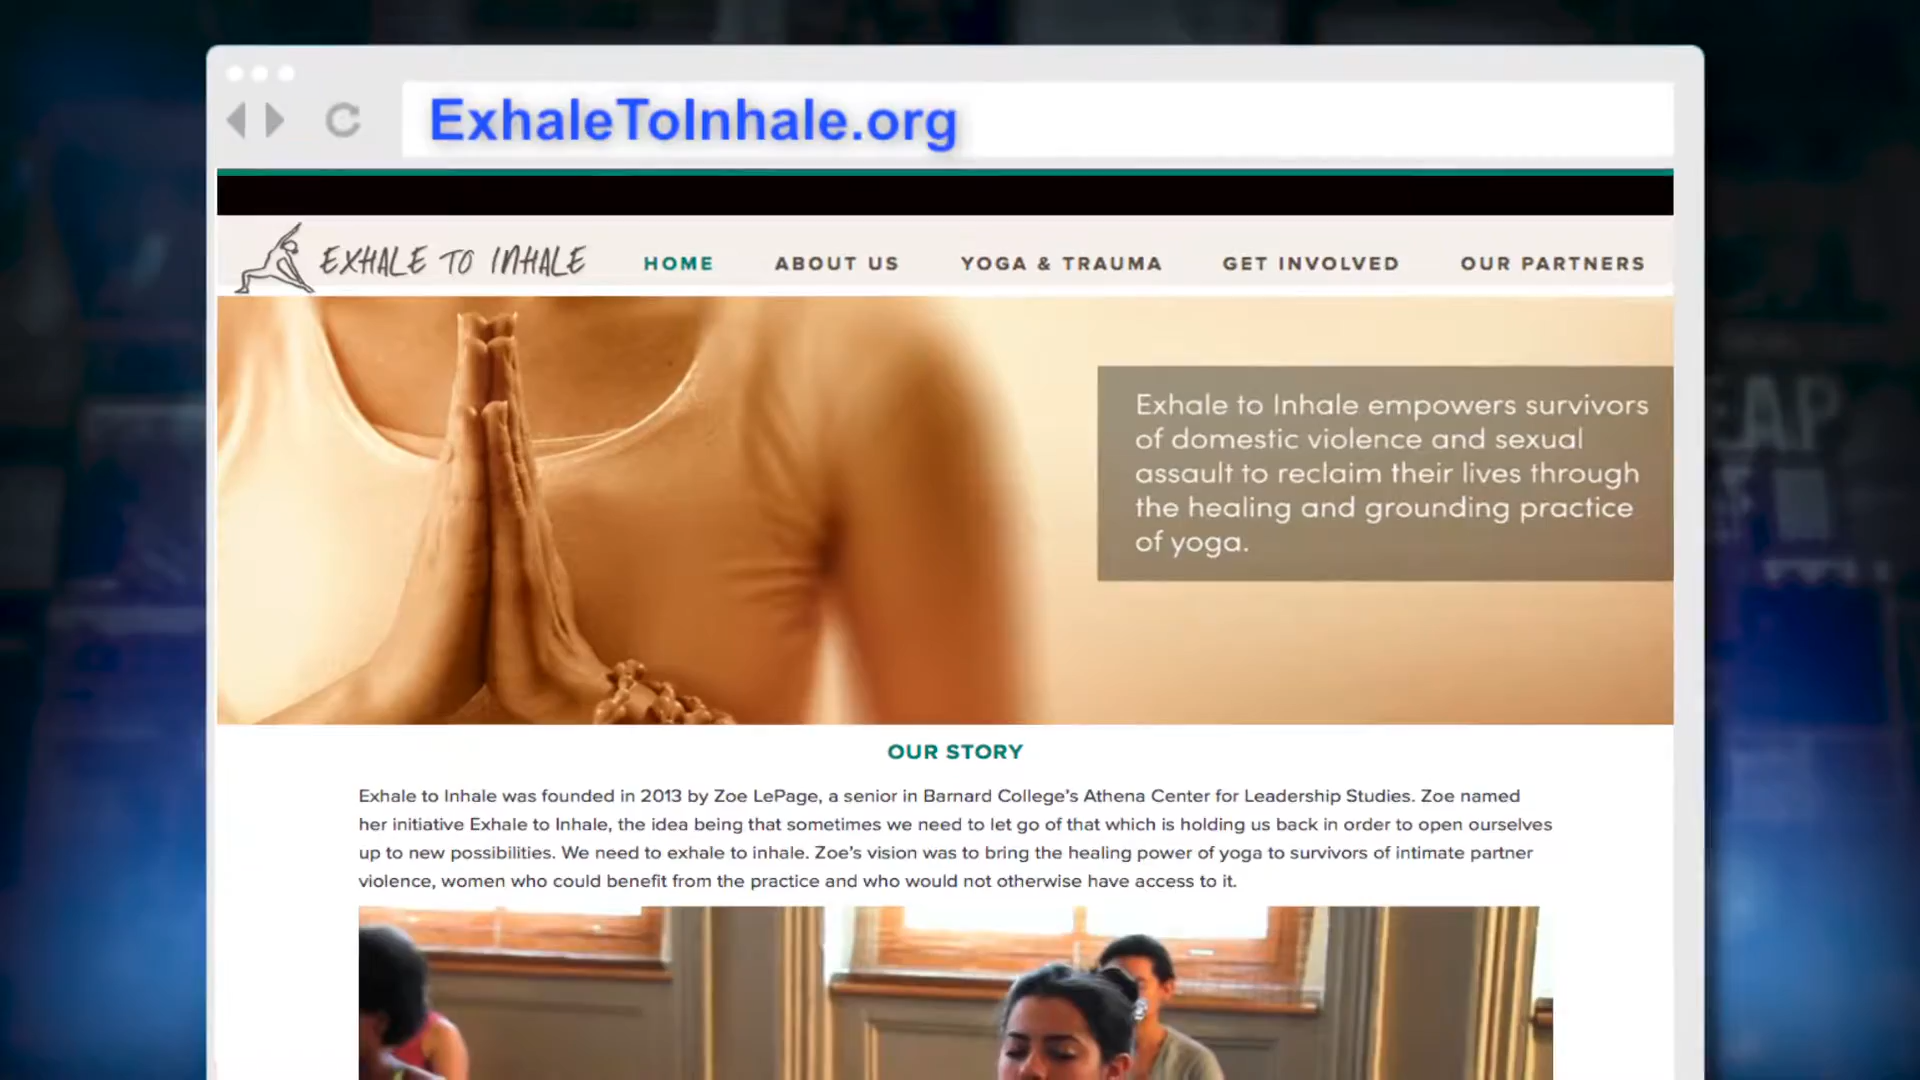 ExhaleToInhale.org
EXHALE TO INHALE
HOME
ABOUT US
YOGA & TRAUMA
GET INVOLVED
OUR PARTNERS
Exhale to Inhale empowers survivors
of domestic violence and sexual
assault to reclaim their lives through
the healing and grounding practice
of yoga.
OUR STORY
Exhale to Inhale was founded in 2013 by Zoe LePage, a senior in Barnard College's Athena Center for Leadership Studies. Zoe named
her initiative Exhale to Inhale, the idea being that sometimes we need to let go of that which is holding us back in order to open ourselves
up to new possibilities. We need to exhale to inhale. Zoe's vision was to bring the healing power of yoga to survivors of intimate partner
violence, women who could benefit from the practice and who would not otherwise have access to it.